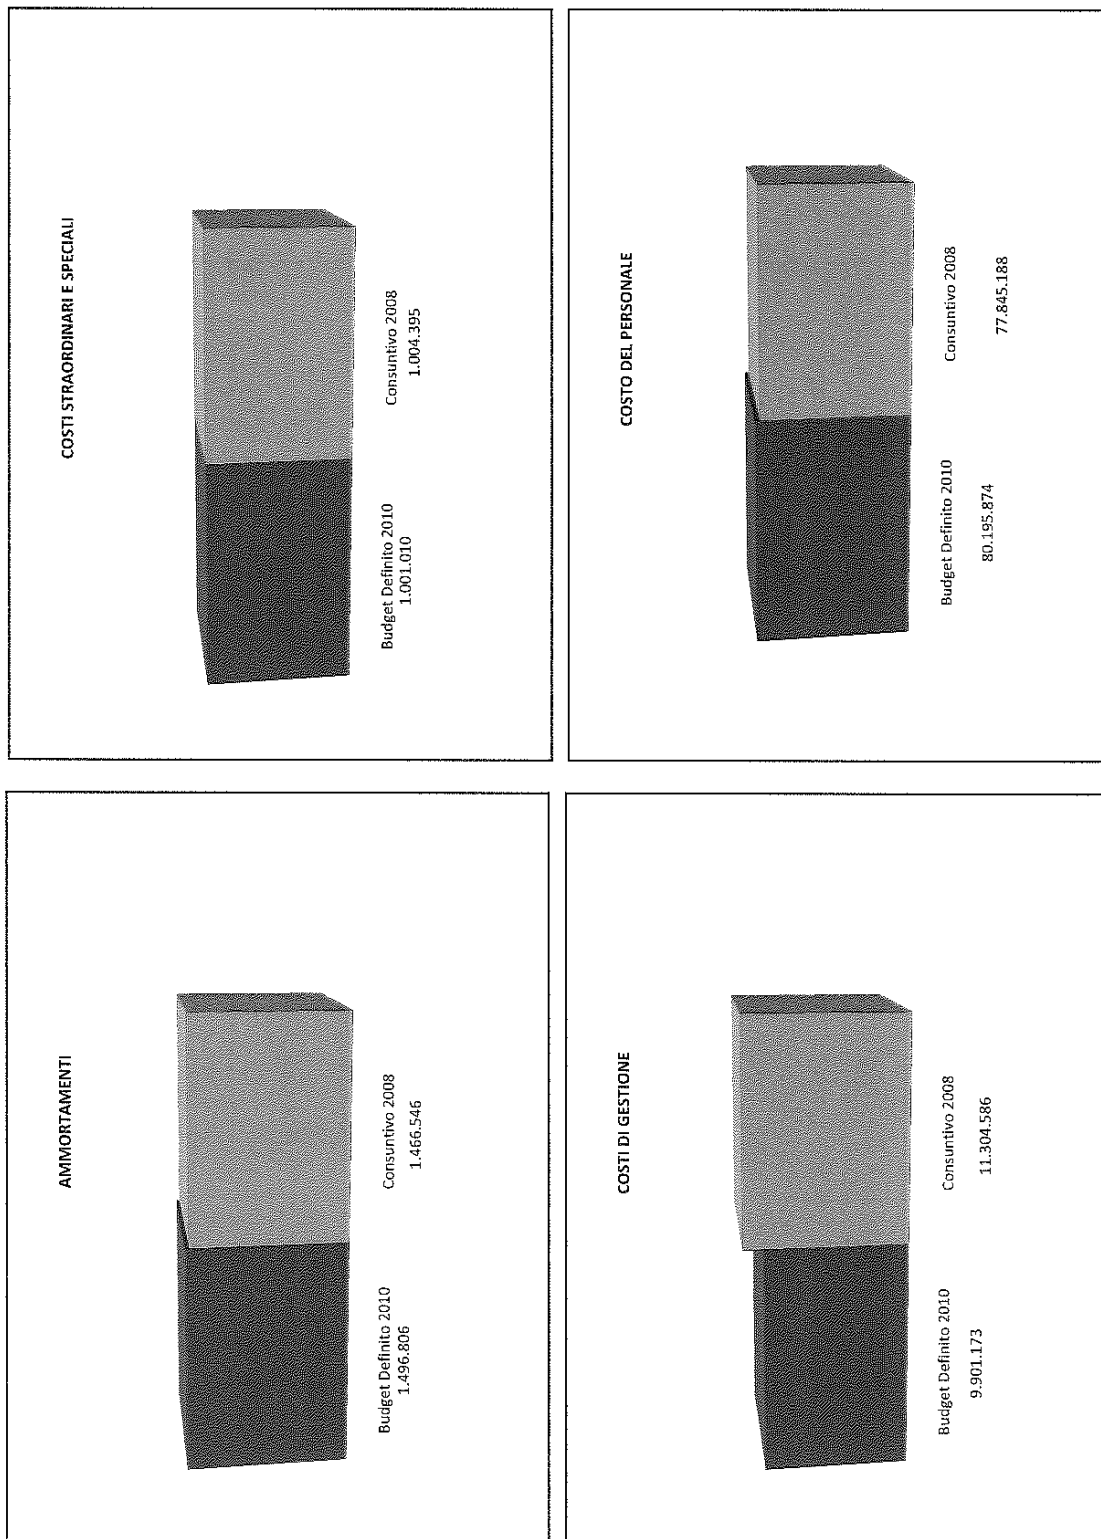 AMMORTAMENTI
Budget Definito 2010
1.496.806
Consuntivo 2008
1.466.546
COSTI STRAORDINARI E SPECIALI
Budget Definito 2010
1.001.010
Consuntivo 2008
1.004.395
COSTI DI GESTIONE
Budget Definito 2010
9.901.173
Consuntivo 2008
11.304.586
COSTO DEL PERSONALE
Budget Definito 2010
80.195.874
Consuntivo 2008
77.845.188